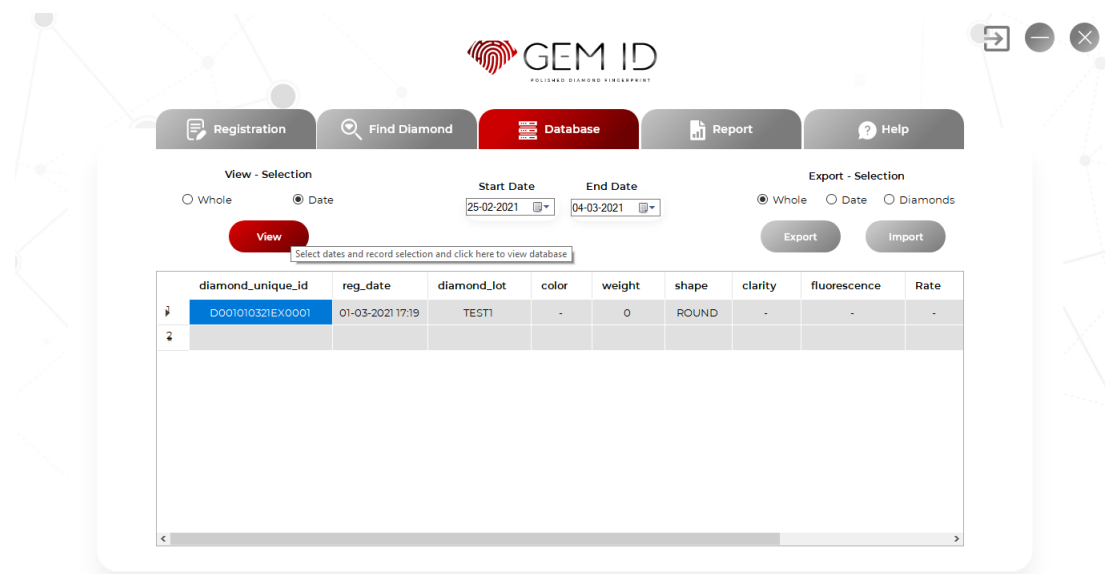 GEM ID
POLISHED DIAMOND FINGERPRINT
Registration Find Diamond Database Report Help
View - Selection Start Date End Date Export - Selection
Whole Date 25-02-2021 04-03-2021 Whole Date Diamonds
View Export Import
Select dates and record selection and click here to view database
diamond_unique_id reg_date diamond_lot color weight shape clarity fluorescence Rate
1 D001010321EX0001 01-03-2021 17:19 TEST1 - 0 ROUND - - -
2